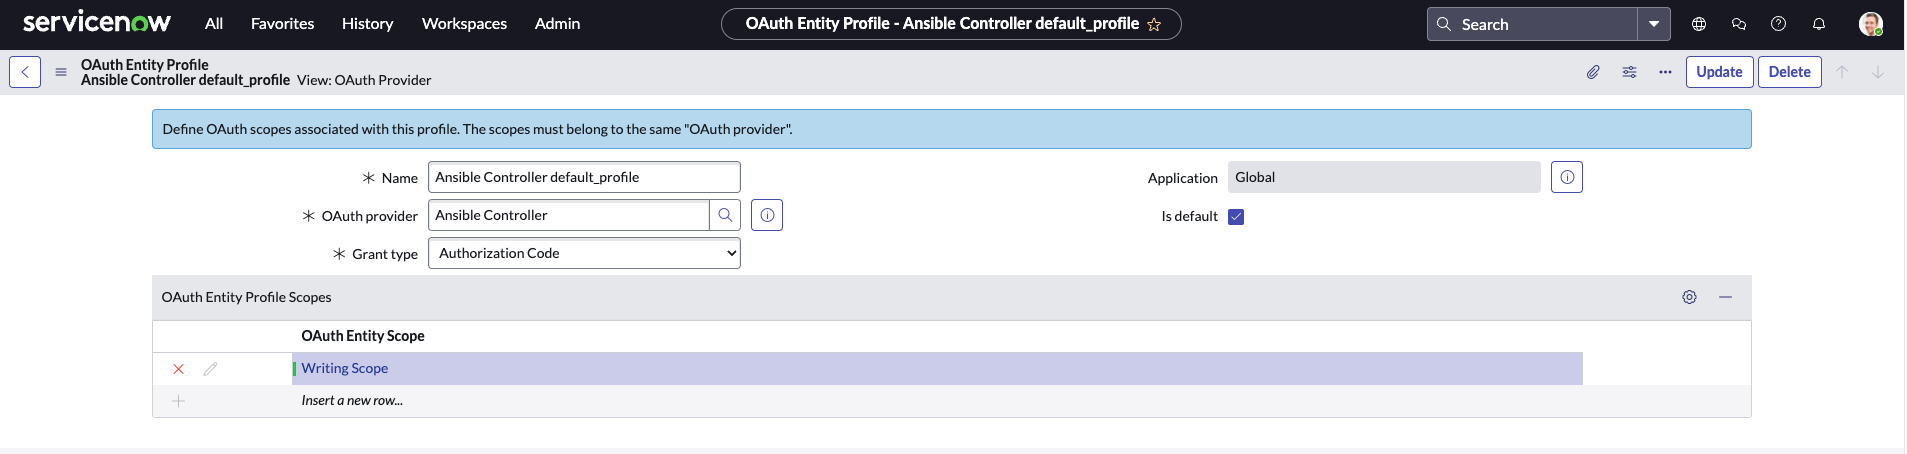 servicenow All Favorites History Workspaces Admin OAuth Entity Profile - Ansible Controller default_profile Search
OAuth Entity Profile
Ansible Controller default_profile View: OAuth Provider Update Delete
Define OAuth scopes associated with this profile. The scopes must belong to the same "OAuth provider".
Name Ansible Controller default_profile Application Global
OAuth provider Ansible Controller Is default
Grant type Authorization Code
OAuth Entity Profile Scopes
OAuth Entity Scope
Writing Scope
Insert a new row...